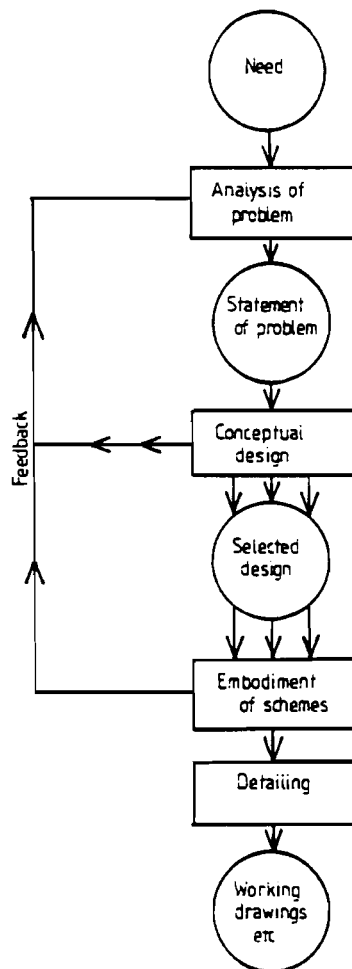 Need
Analysis of
problem
Statement
of problem
Feedback
Conceptual
design
Selected
design
Embodiment
of schemes
Detailing
Working
drawings
etc